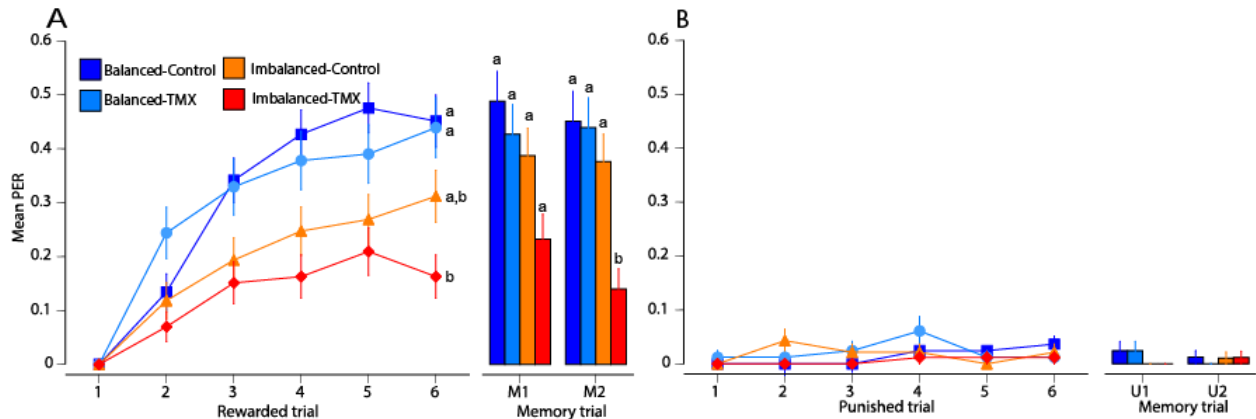 A
B
Mean PER
0.6
0.5
0.4
0.3
0.2
0.1
0
Balanced-Control
Imbalanced-Control
Balanced-TMX
Imbalanced-TMX
a
a
a,b
b
a
a
a
a
a
a
a
b
1 2 3 4 5 6
Rewarded trial
M1 M2
Memory trial
0.6
0.5
0.4
0.3
0.2
0.1
0
1 2 3 4 5 6
Punished trial
U1 U2
Memory trial